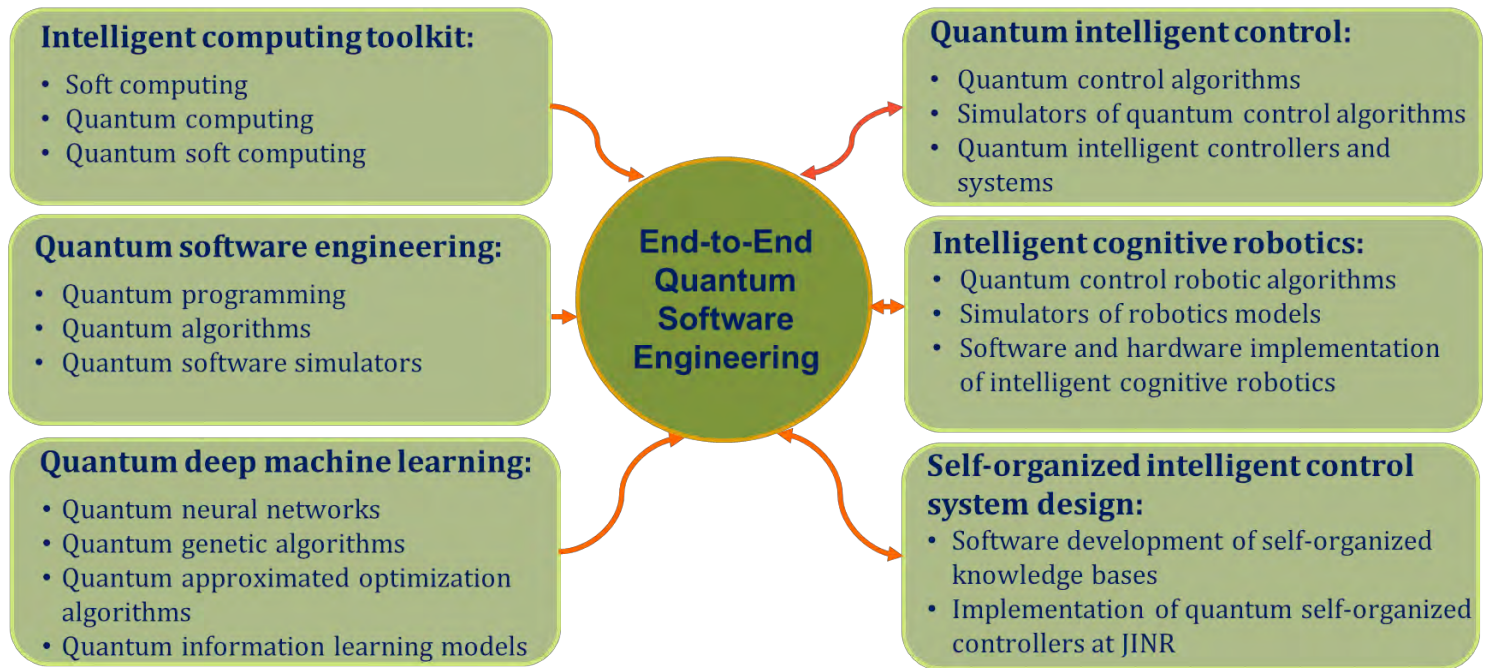 Intelligent computing toolkit:
• Soft computing
• Quantum computing
• Quantum soft computing
Quantum software engineering:
• Quantum programming
• Quantum algorithms
• Quantum software simulators
Quantum deep machine learning:
• Quantum neural networks
• Quantum genetic algorithms
• Quantum approximated optimization
algorithms
• Quantum information learning models
End-to-End
Quantum
Software
Engineering
Quantum intelligent control:
• Quantum control algorithms
• Simulators of quantum control algorithms
• Quantum intelligent controllers and
systems
Intelligent cognitive robotics:
• Quantum control robotic algorithms
• Simulators of robotics models
• Software and hardware implementation
of intelligent cognitive robotics
Self-organized intelligent control
system design:
• Software development of self-organized
knowledge bases
• Implementation of quantum self-organized
controllers at JINR